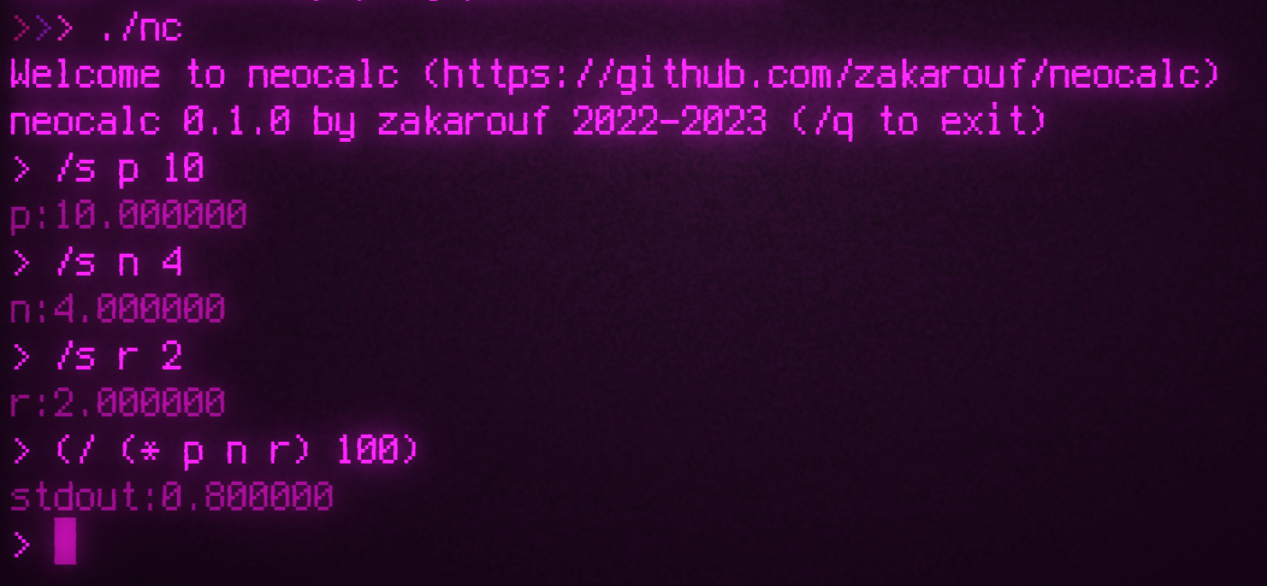 >>> ./nc
Welcome to neocalc (https://github.com/zakarouf/neocalc)
neocalc 0.1.0 by zakarouf 2022-2023 (/q to exit)
> /s p 10
p:10.000000
> /s n 4
n:4.000000
> /s r 2
r:2.000000
> (/ (* p n r) 100)
stdout:0.800000
>